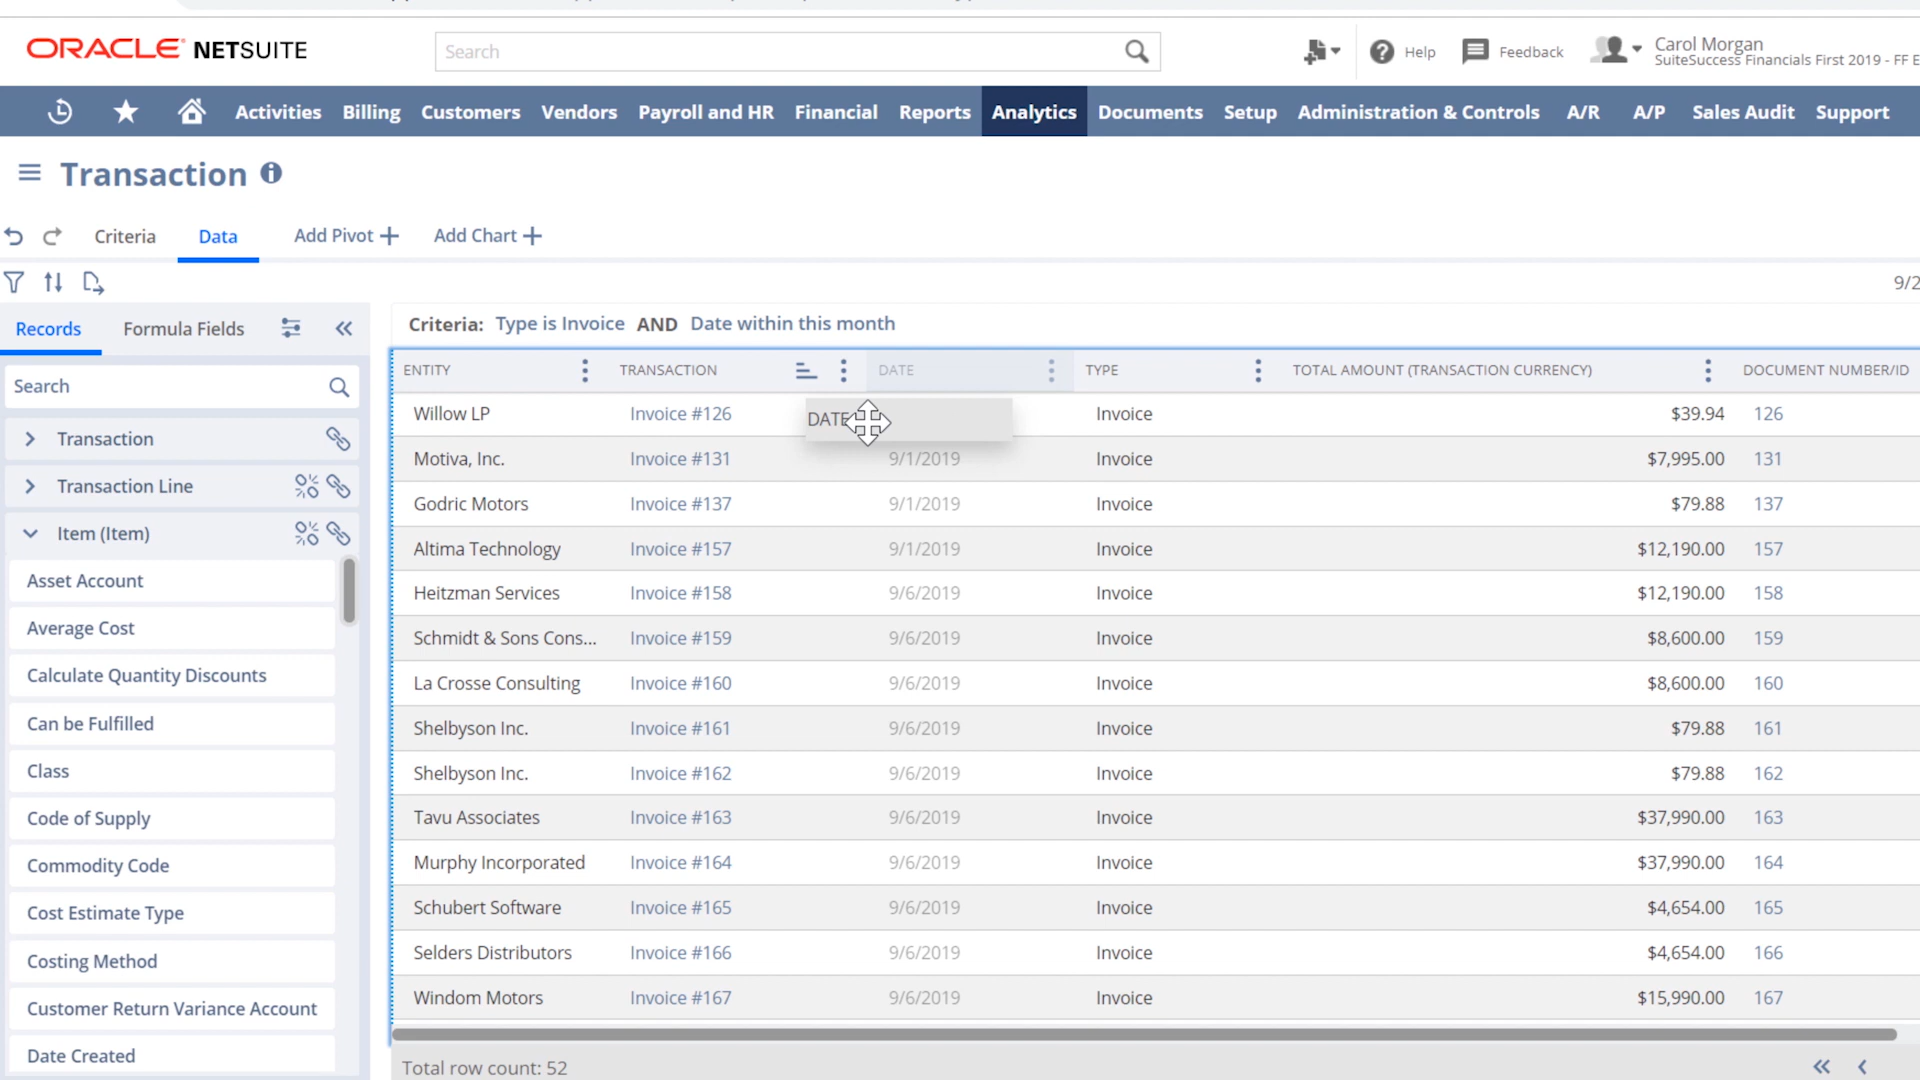 ORACLE NETSUITE
Search
Help
Feedback
Carol Morgan
SuiteSuccess Financials First 2019 - FF E
Activities Billing Customers Vendors Payroll and HR Financial Reports Analytics Documents Setup Administration & Controls A/R A/P Sales Audit Support
Transaction
Criteria Data Add Pivot Add Chart
9/2
Records Formula Fields
Search
Transaction
Transaction Line
Item (Item)
Asset Account
Average Cost
Calculate Quantity Discounts
Can be Fulfilled
Class
Code of Supply
Commodity Code
Cost Estimate Type
Costing Method
Customer Return Variance Account
Date Created
Criteria: Type is Invoice AND Date within this month
ENTITY TRANSACTION DATE TYPE TOTAL AMOUNT (TRANSACTION CURRENCY) DOCUMENT NUMBER/ID
Willow LP Invoice #126 Invoice $39.94 126
DATE
Motiva, Inc. Invoice #131 9/1/2019 Invoice $7,995.00 131
Godric Motors Invoice #137 9/1/2019 Invoice $79.88 137
Altima Technology Invoice #157 9/1/2019 Invoice $12,190.00 157
Heitzman Services Invoice #158 9/6/2019 Invoice $12,190.00 158
Schmidt & Sons Cons... Invoice #159 9/6/2019 Invoice $8,600.00 159
La Crosse Consulting Invoice #160 9/6/2019 Invoice $8,600.00 160
Shelbyson Inc. Invoice #161 9/6/2019 Invoice $79.88 161
Shelbyson Inc. Invoice #162 9/6/2019 Invoice $79.88 162
Tavu Associates Invoice #163 9/6/2019 Invoice $37,990.00 163
Murphy Incorporated Invoice #164 9/6/2019 Invoice $37,990.00 164
Schubert Software Invoice #165 9/6/2019 Invoice $4,654.00 165
Selders Distributors Invoice #166 9/6/2019 Invoice $4,654.00 166
Windom Motors Invoice #167 9/6/2019 Invoice $15,990.00 167
Total row count: 52